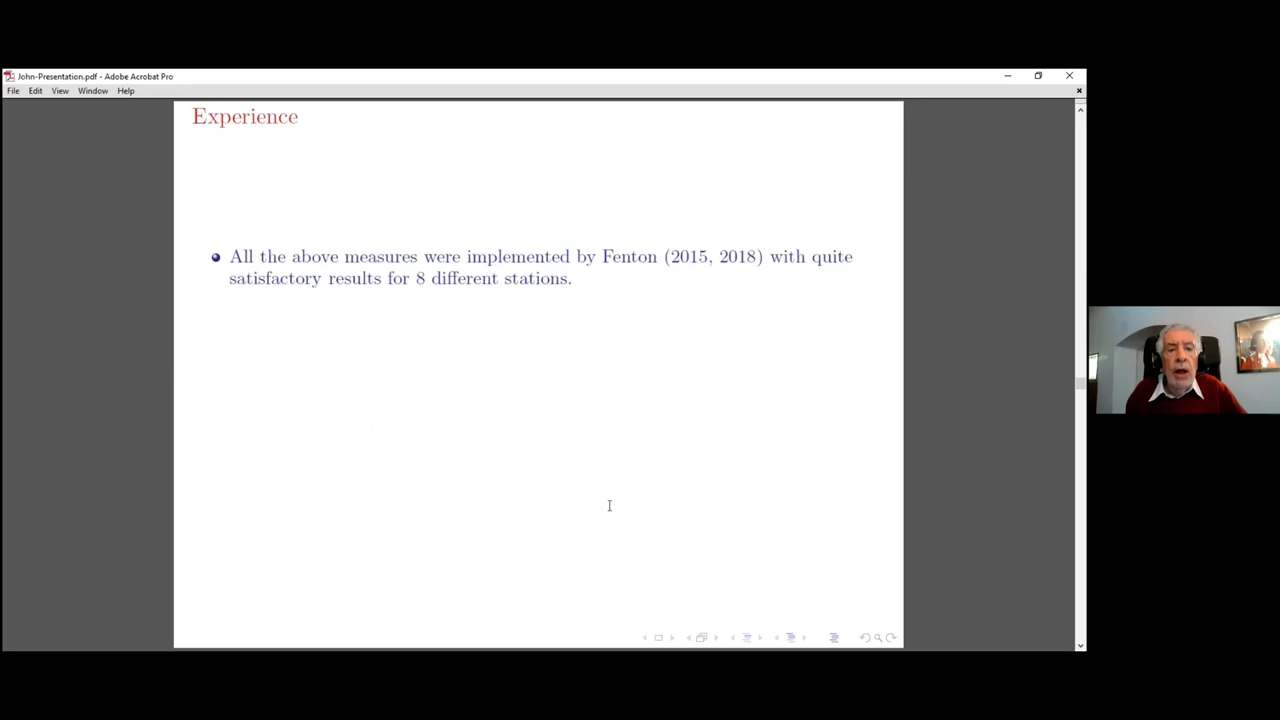 John-Presentation.pdf - Adobe Acrobat Pro
File Edit View Window Help
Experience
All the above measures were implemented by Fenton (2015, 2018) with quite
satisfactory results for 8 different stations.